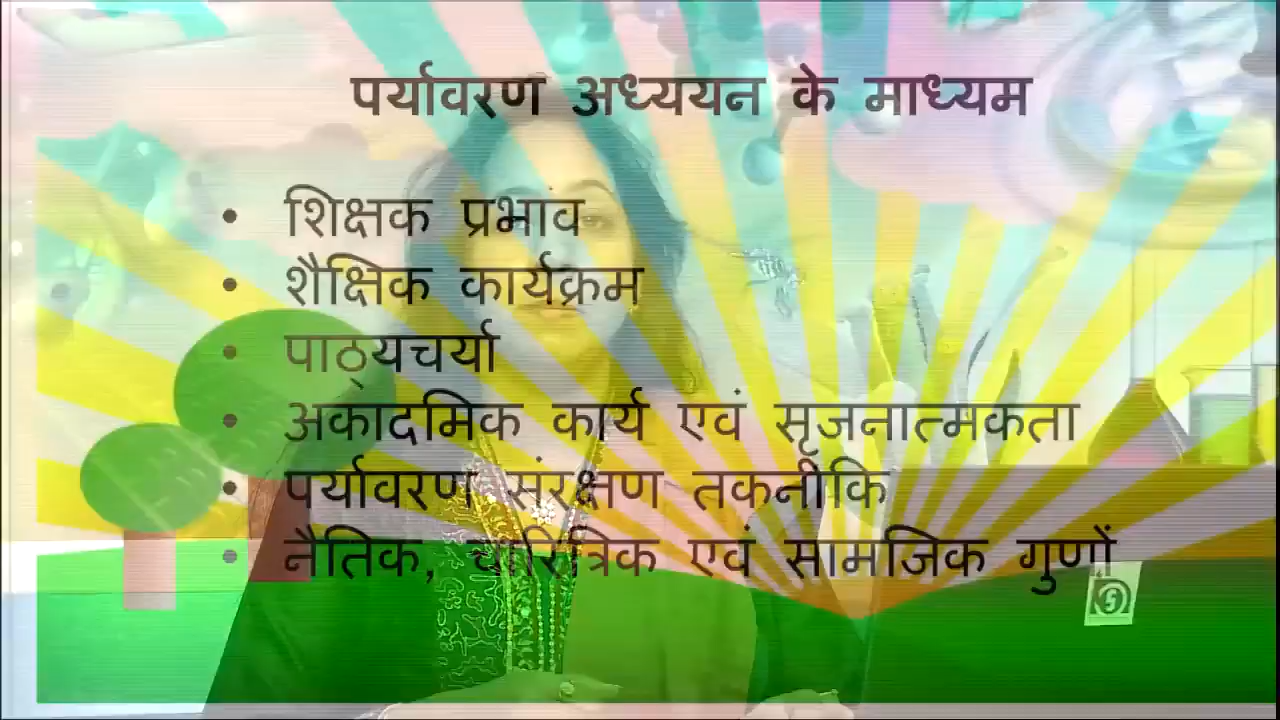 पर्यावरण अध्ययन के माध्यम
• शिक्षक प्रभाव
• शैक्षिक कार्यक्रम
• पाठ्यचर्या
• अकादमिक कार्य एवं सृजनात्मकता
• पर्यावरण संरक्षण तकनीकि
• नैतिक, चारित्रिक एवं सामजिक गुणों